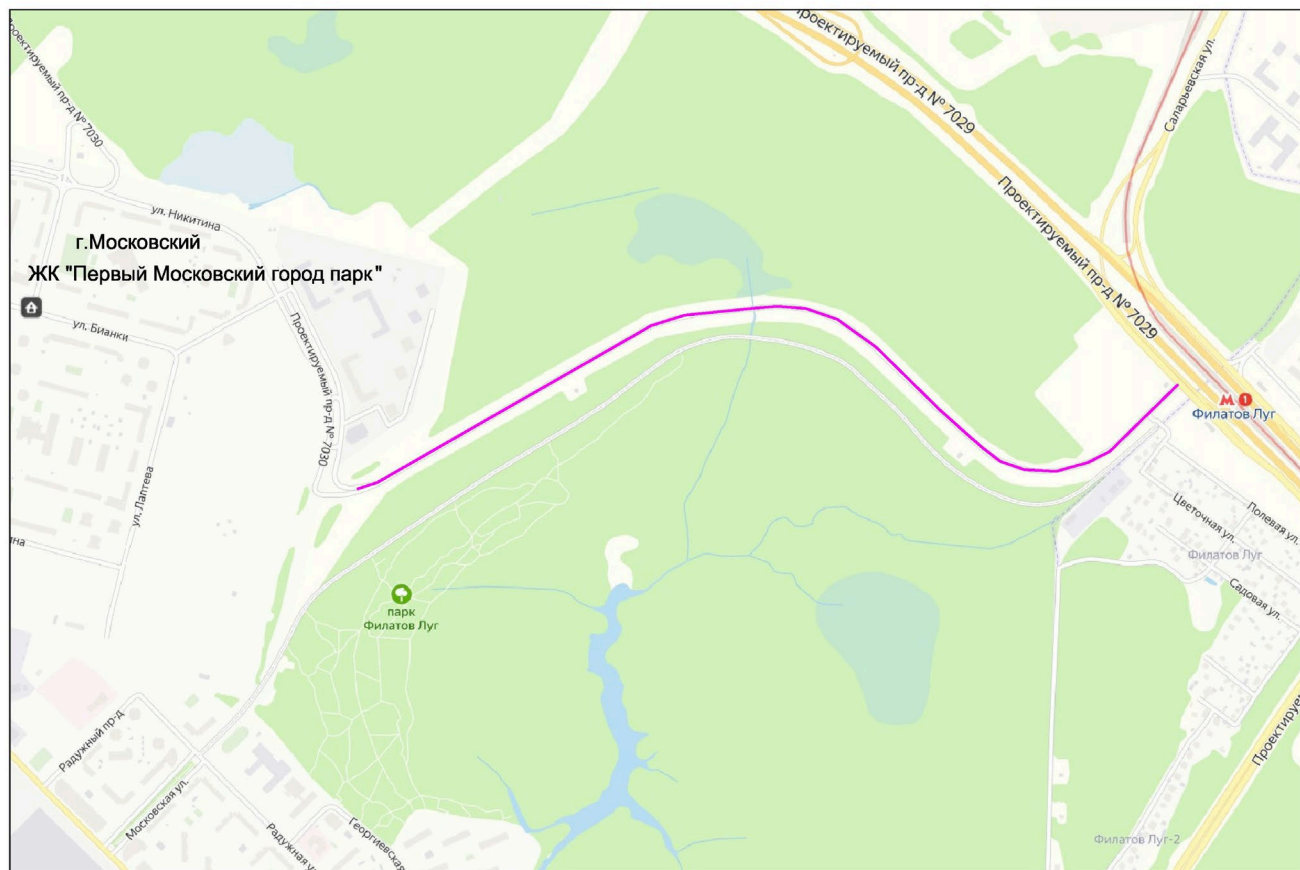 Проектируемый пр-д № 7030
Проектируемый пр-д № 7029
Саларьевская ул.
Проектируемый пр-д № 7029
ул. Никитина
г.Московский
ЖК "Первый Московский город парк"
ул. Бианки
Проектируемый пр-д № 7030
М 1
Филатов Луг
ул. Лаптева
Цветочная ул.
Полевая ул.
Филатов Луг
Садовая ул.
парк
Филатов Луг
Радужный пр-д
Московская ул.
Радужная ул.
Георгиевская
Филатов Луг-2